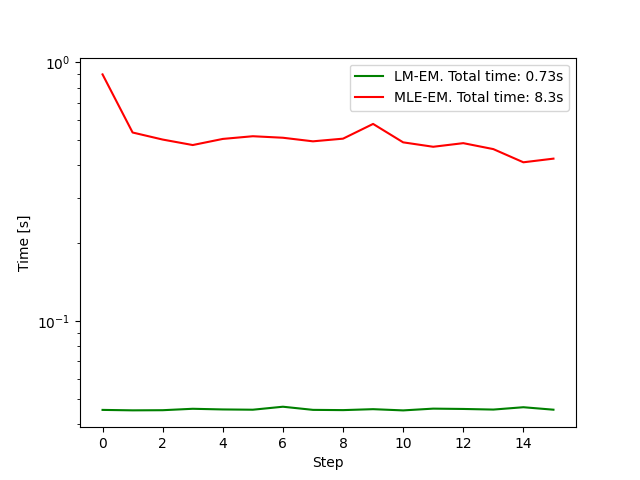 10⁰
LM-EM. Total time: 0.73s
MLE-EM. Total time: 8.3s
Time [s]
10⁻¹
0 2 4 6 8 10 12 14
Step